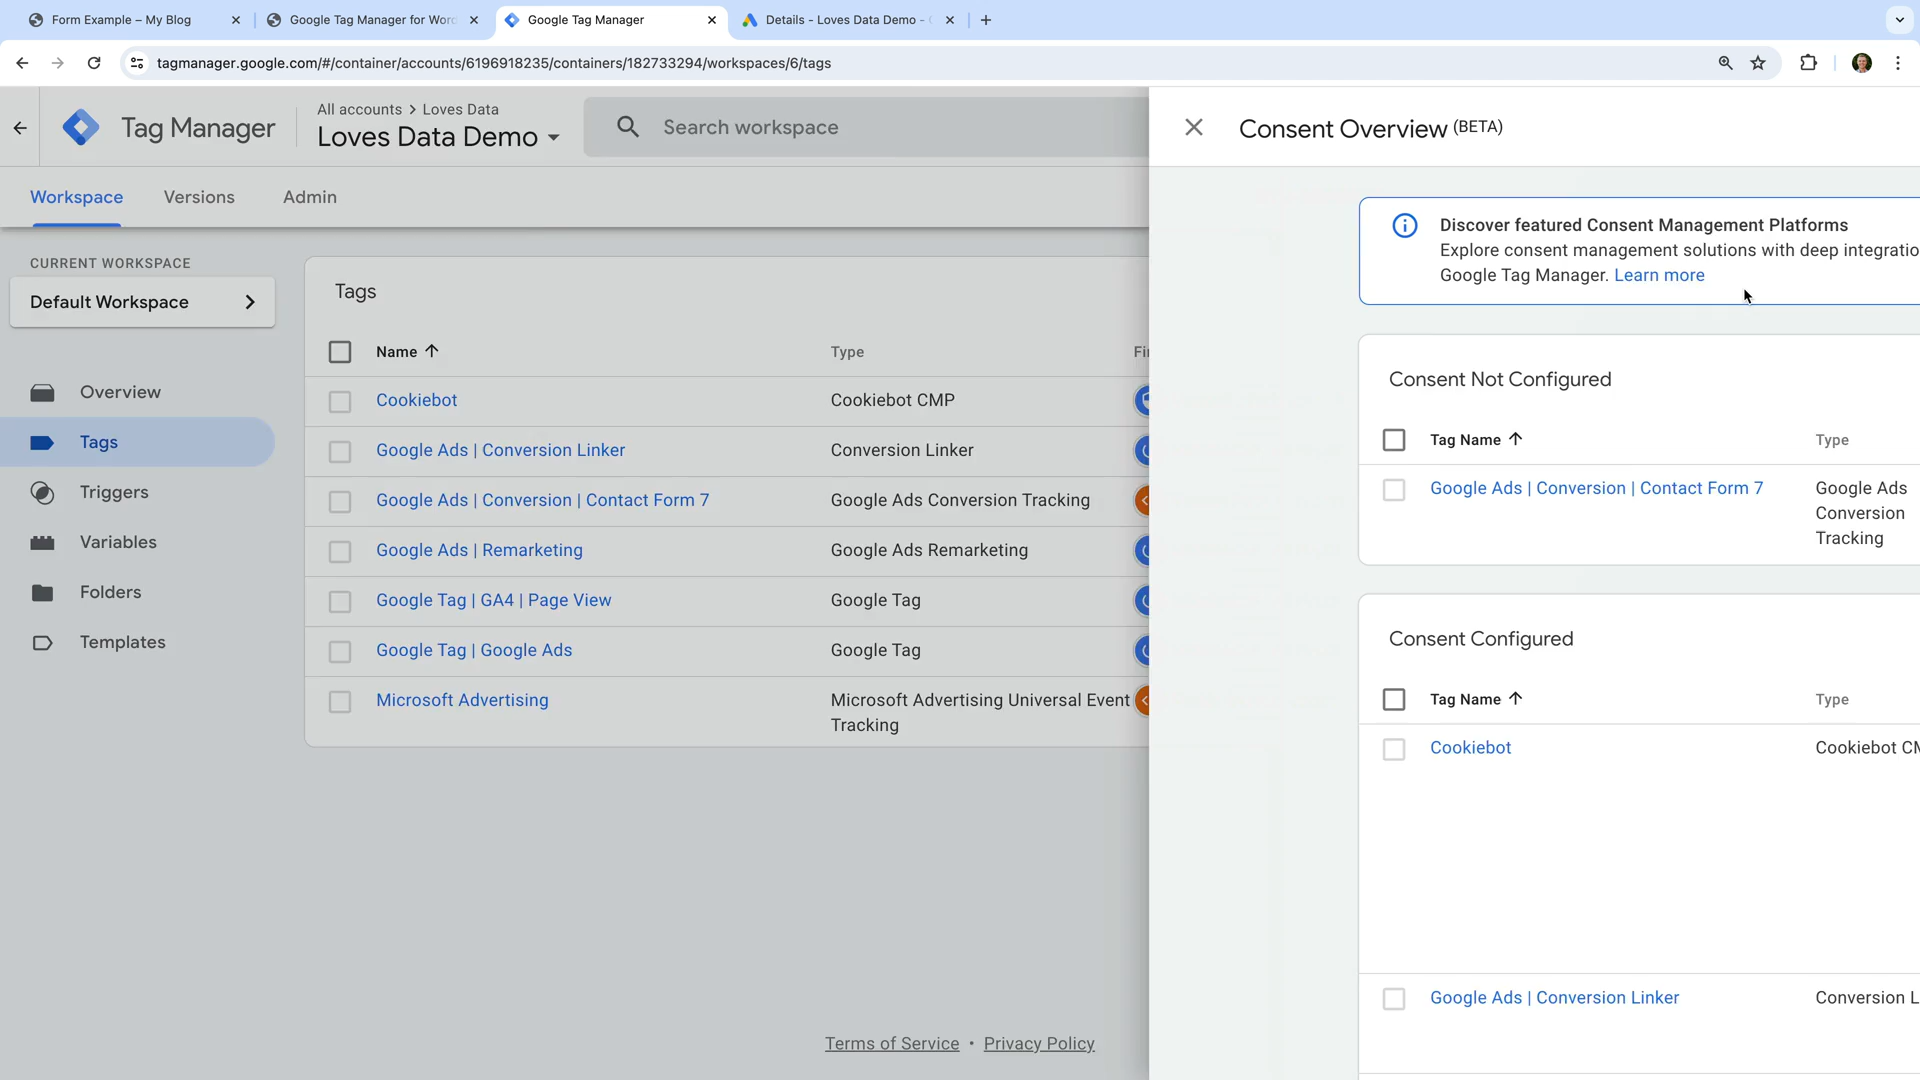 Form Example – My Blog
Google Tag Manager for Word
Google Tag Manager
Details - Loves Data Demo -
tagmanager.google.com/#/container/accounts/6196918235/containers/182733294/workspaces/6/tags
Tag Manager
All accounts > Loves Data
Loves Data Demo
Search workspace
Consent Overview (BETA)
Workspace
Versions
Admin
CURRENT WORKSPACE
Default Workspace
Overview
Tags
Triggers
Variables
Folders
Templates
Tags
Name
Type
Fi
Cookiebot
Cookiebot CMP
Google Ads | Conversion Linker
Conversion Linker
Google Ads | Conversion | Contact Form 7
Google Ads Conversion Tracking
Google Ads | Remarketing
Google Ads Remarketing
Google Tag | GA4 | Page View
Google Tag
Google Tag | Google Ads
Google Tag
Microsoft Advertising
Microsoft Advertising Universal Event
Tracking
Terms of Service • Privacy Policy
Discover featured Consent Management Platforms
Explore consent management solutions with deep integratio
Google Tag Manager. Learn more
Consent Not Configured
Tag Name
Type
Google Ads | Conversion | Contact Form 7
Google Ads
Conversion
Tracking
Consent Configured
Tag Name
Type
Cookiebot
Cookiebot CM
Google Ads | Conversion Linker
Conversion L